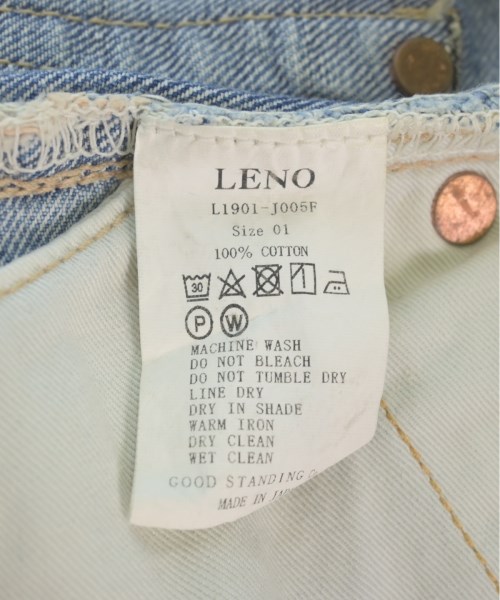 LENO
L1901-J005F
Size 01
100% COTTON
30
P W
MACHINE WASH
DO NOT BLEACH
DO NOT TUMBLE DRY
LINE DRY
DRY IN SHADE
WARM IRON
DRY CLEAN
WET CLEAN
GOOD STANDING
MADE IN